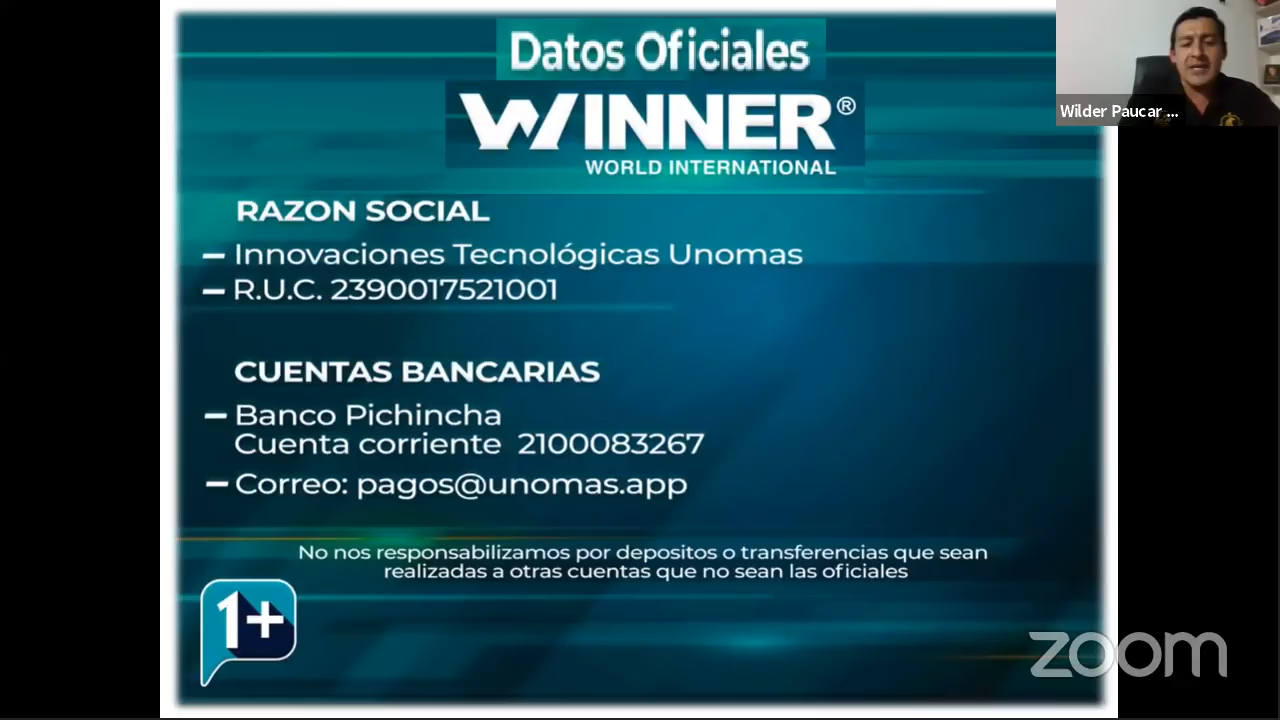 Datos Oficiales
WINNER®
WORLD INTERNATIONAL
Wilder Paucar ...
RAZON SOCIAL
– Innovaciones Tecnológicas Unomas
– R.U.C. 2390017521001
CUENTAS BANCARIAS
– Banco Pichincha
Cuenta corriente 2100083267
– Correo: pagos@unomas.app
No nos responsabilizamos por depositos o transferencias que sean
realizadas a otras cuentas que no sean las oficiales
1+
zoom